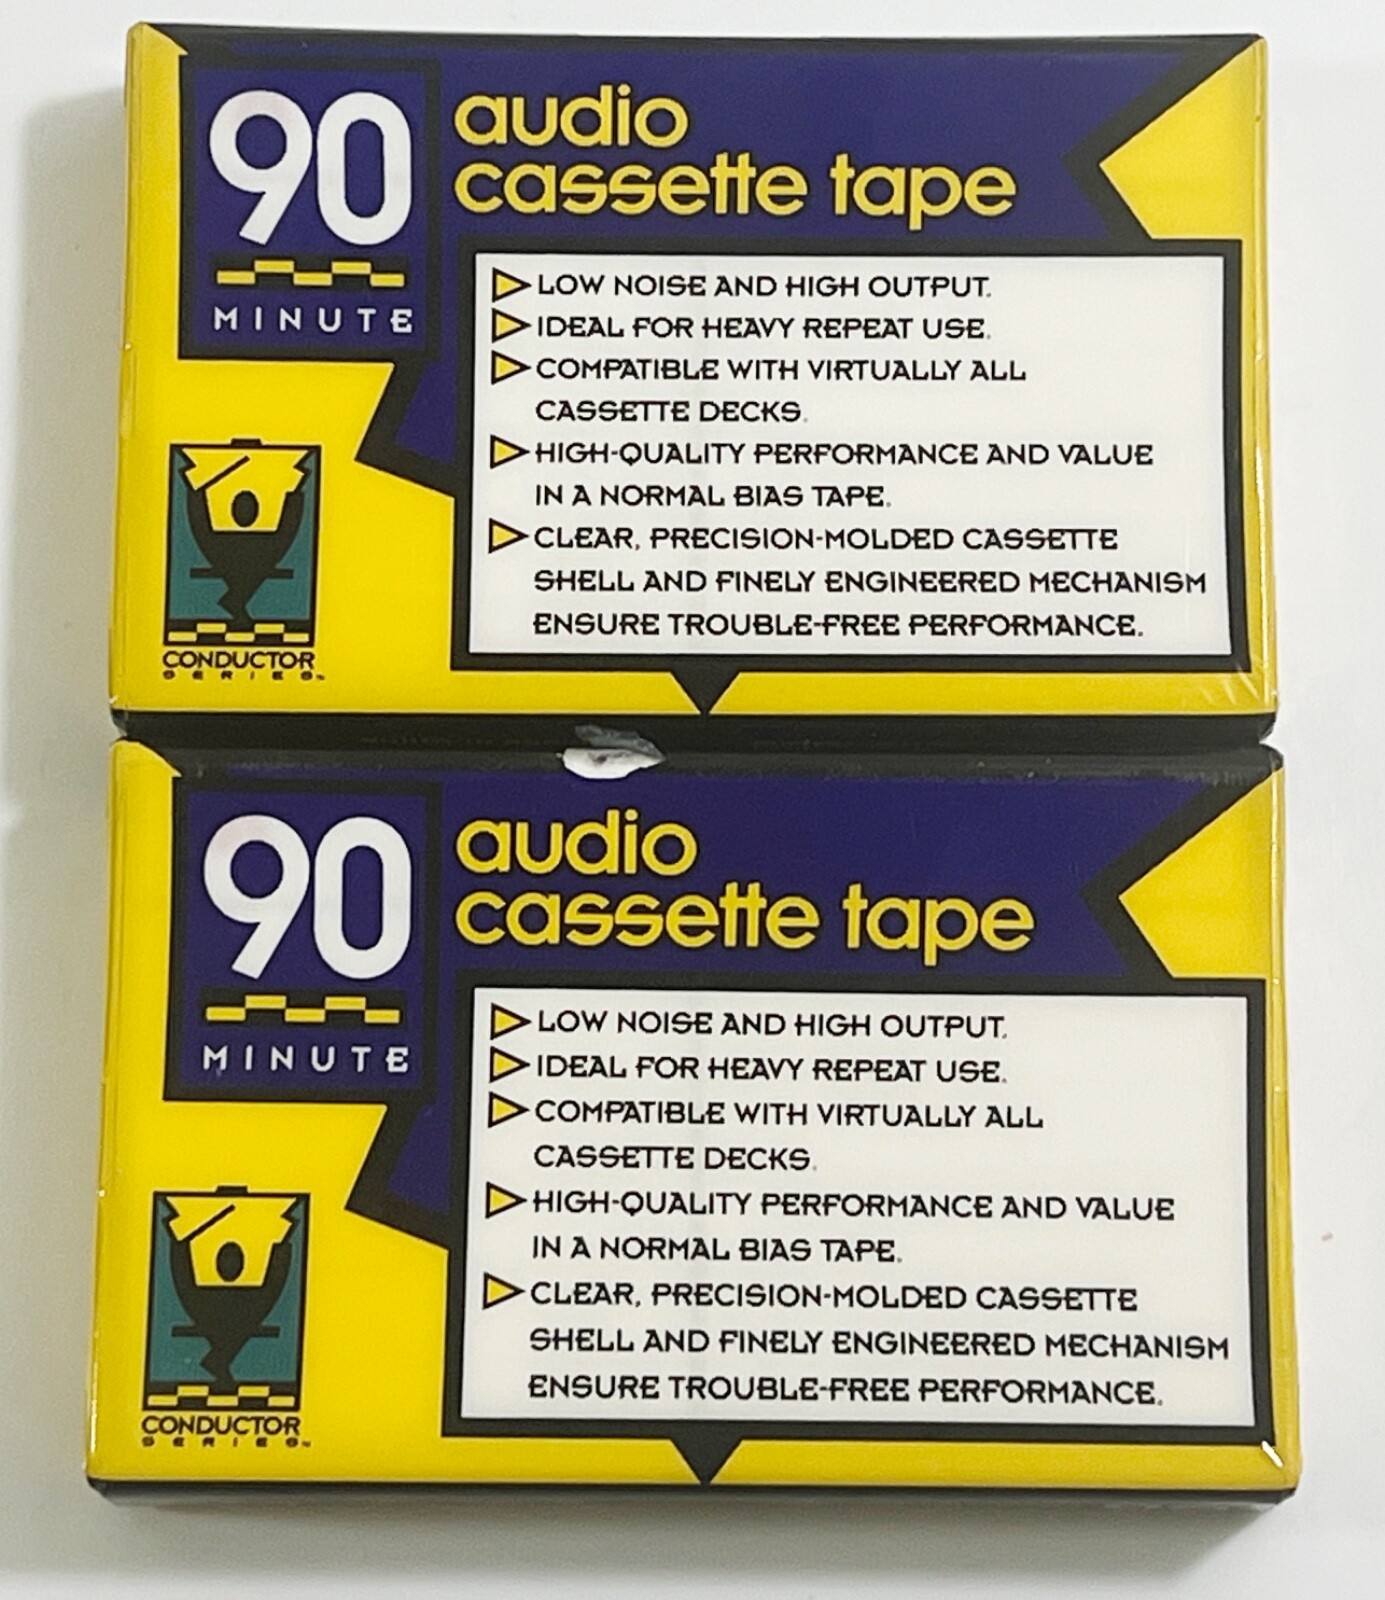 90
MINUTE
audio
cassette tape
LOW NOISE AND HIGH OUTPUT.
IDEAL FOR HEAVY REPEAT USE.
COMPATIBLE WITH VIRTUALLY ALL
CASSETTE DECKS.
HIGH-QUALITY PERFORMANCE AND VALUE
IN A NORMAL BIAS TAPE.
CLEAR, PRECISION-MOLDED CASSETTE
SHELL AND FINELY ENGINEERED MECHANISM
ENSURE TROUBLE-FREE PERFORMANCE.
CONDUCTOR
SERIES™
90
MINUTE
audio
cassette tape
LOW NOISE AND HIGH OUTPUT.
IDEAL FOR HEAVY REPEAT USE.
COMPATIBLE WITH VIRTUALLY ALL
CASSETTE DECKS.
HIGH-QUALITY PERFORMANCE AND VALUE
IN A NORMAL BIAS TAPE.
CLEAR, PRECISION-MOLDED CASSETTE
SHELL AND FINELY ENGINEERED MECHANISM
ENSURE TROUBLE-FREE PERFORMANCE.
CONDUCTOR
SERIES™